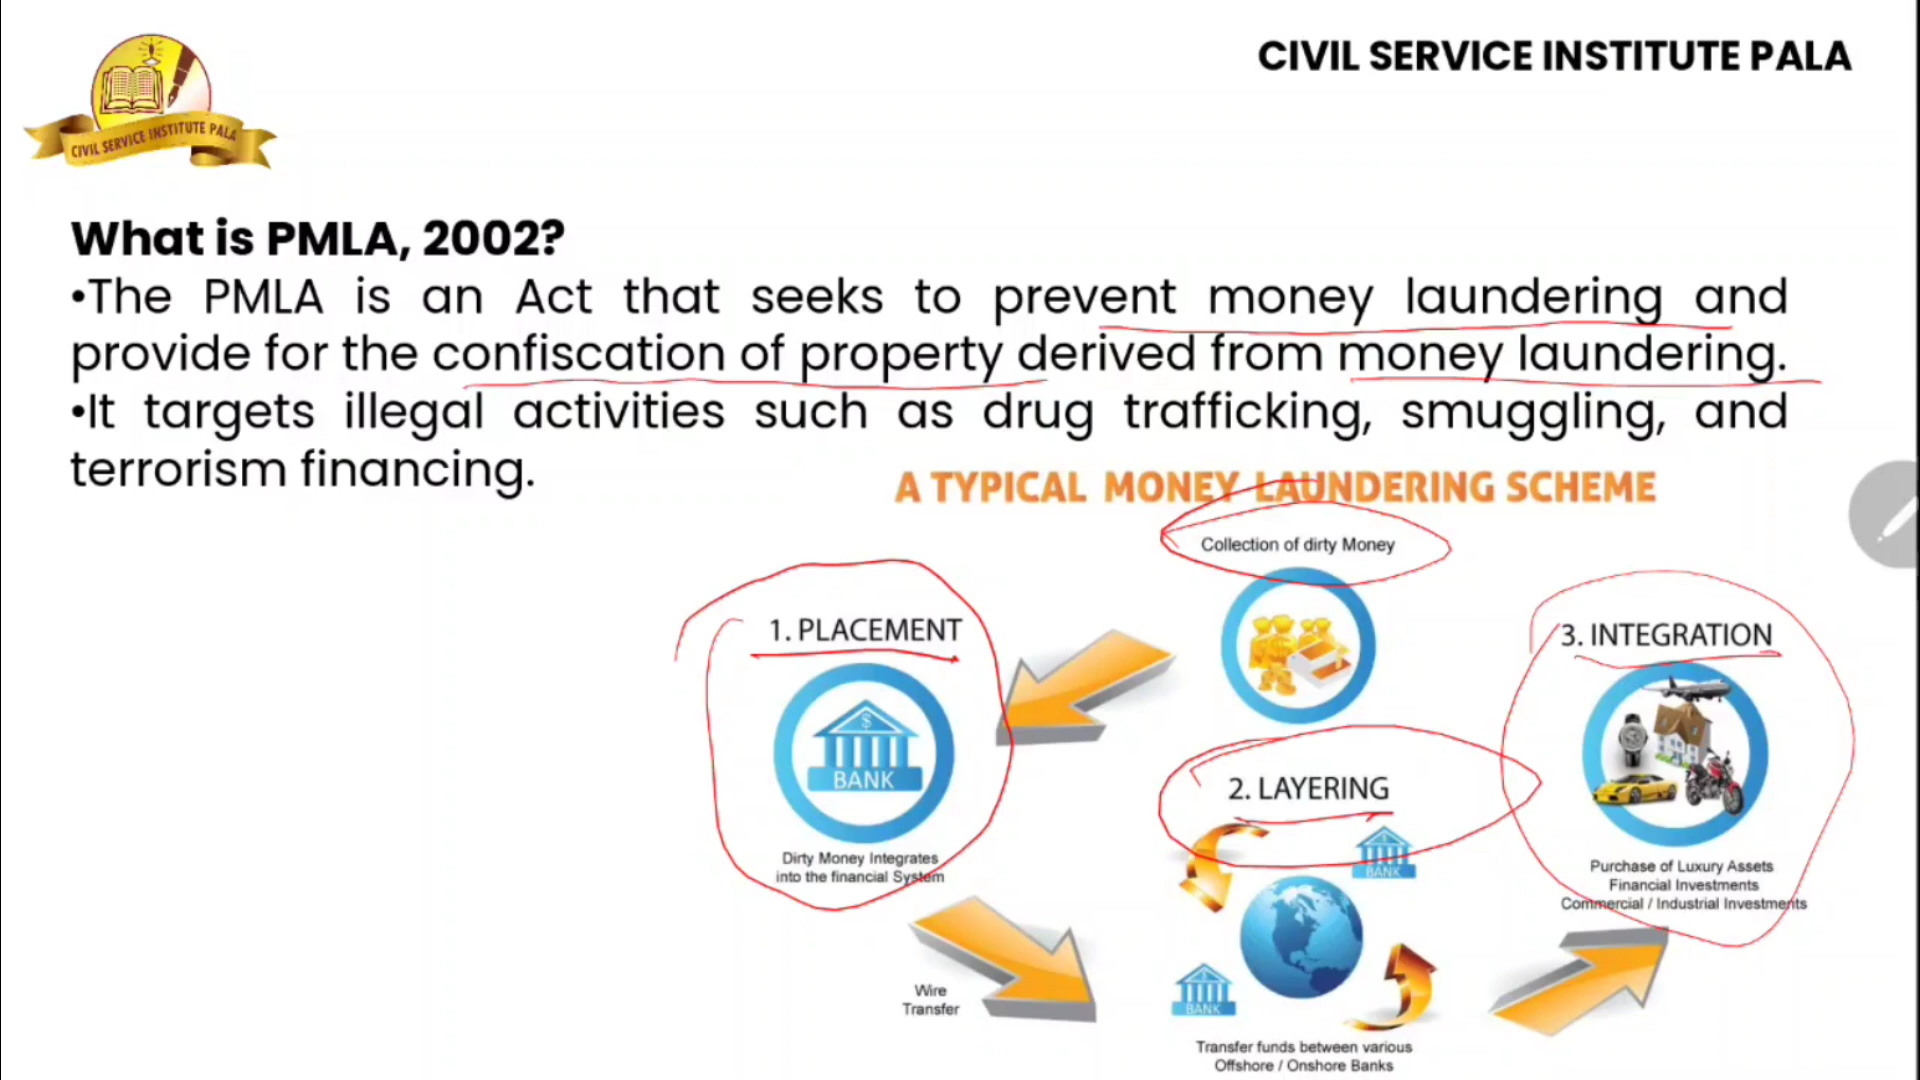 CIVIL SERVICE INSTITUTE PALA
CIVIL SERVICE INSTITUTE PALA
What is PMLA, 2002?
•The PMLA is an Act that seeks to prevent money laundering and
provide for the confiscation of property derived from money laundering.
•It targets illegal activities such as drug trafficking, smuggling, and
terrorism financing.
A TYPICAL MONEY LAUNDERING SCHEME
Collection of dirty Money
1. PLACEMENT
$
BANK
Dirty Money Integrates
into the financial System
Wire
Transfer
2. LAYERING
BANK
BANK
Transfer funds between various
Offshore / Onshore Banks
3. INTEGRATION
Purchase of Luxury Assets
Financial Investments
Commercial / Industrial Investments